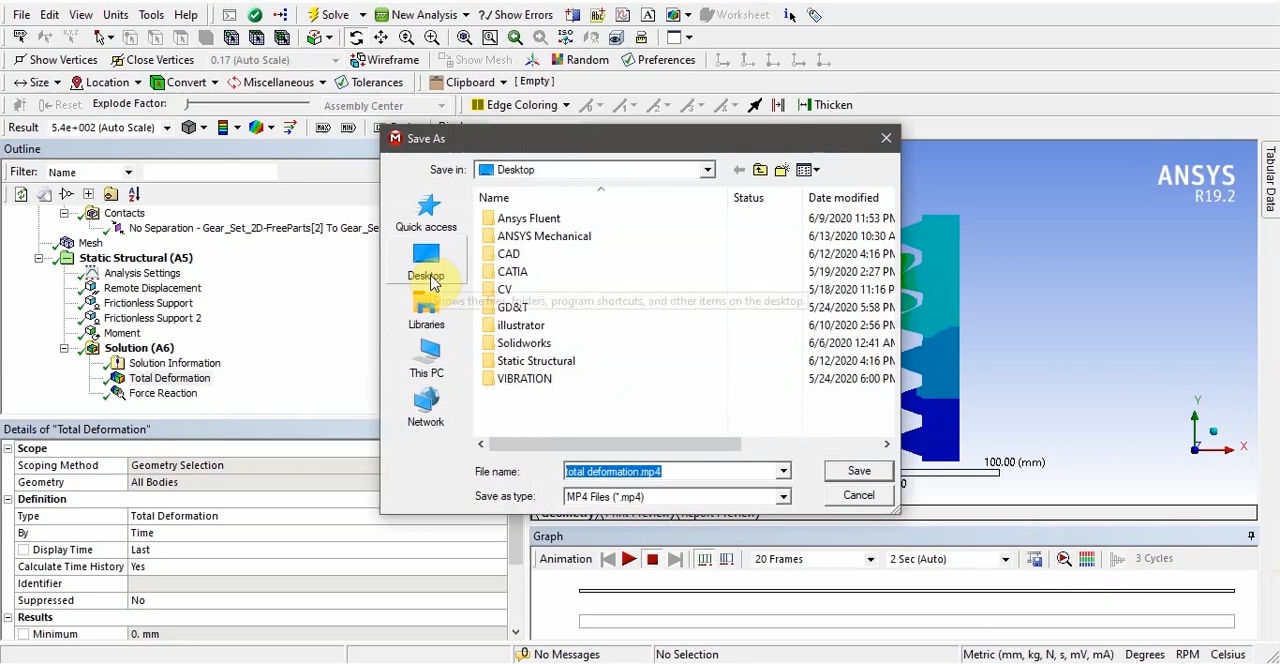 File Edit View Units Tools Help Solve New Analysis ?/ Show Errors Worksheet
Show Vertices Close Vertices 0.17 (Auto Scale) Wireframe Show Mesh Random Preferences
Size Location Convert Miscellaneous Tolerances Clipboard [ Empty ]
Reset Explode Factor: Assembly Center Edge Coloring Thicken
Result 5.4e+002 (Auto Scale)
Outline
Filter: Name
Contacts
No Separation - Gear_Set_2D-FreeParts[2] To Gear_Se
Mesh
Static Structural (A5)
Analysis Settings
Remote Displacement
Frictionless Support
Frictionless Support 2
Moment
Solution (A6)
Solution Information
Total Deformation
Force Reaction
Details of "Total Deformation"
Scope
Scoping Method Geometry Selection
Geometry All Bodies
Definition
Type Total Deformation
By Time
Display Time Last
Calculate Time History Yes
Identifier
Suppressed No
Results
Minimum 0. mm
Save As
Save in: Desktop
Quick access
Desktop
Libraries
This PC
Network
Name Status Date modified
Ansys Fluent 6/9/2020 11:53 PM
ANSYS Mechanical 6/13/2020 10:30 A
CAD 6/12/2020 4:16 PM
CATIA 5/19/2020 2:27 PM
CV 5/18/2020 11:16 P
GD&T 5/24/2020 5:58 PM
illustrator 6/10/2020 2:56 PM
Solidworks 6/6/2020 12:41 AM
Static Structural 6/12/2020 4:16 PM
VIBRATION 5/24/2020 6:00 PM
Shows the files, folders, program shortcuts, and other items on the desktop.
File name: total deformation.mp4 Save
Save as type: MP4 Files (*.mp4) Cancel
ANSYS
R19.2
Tabular Data
Y
X
100.00 (mm)
Graph
Animation 20 Frames 2 Sec (Auto) 3 Cycles
No Messages No Selection Metric (mm, kg, N, s, mV, mA) Degrees RPM Celsius